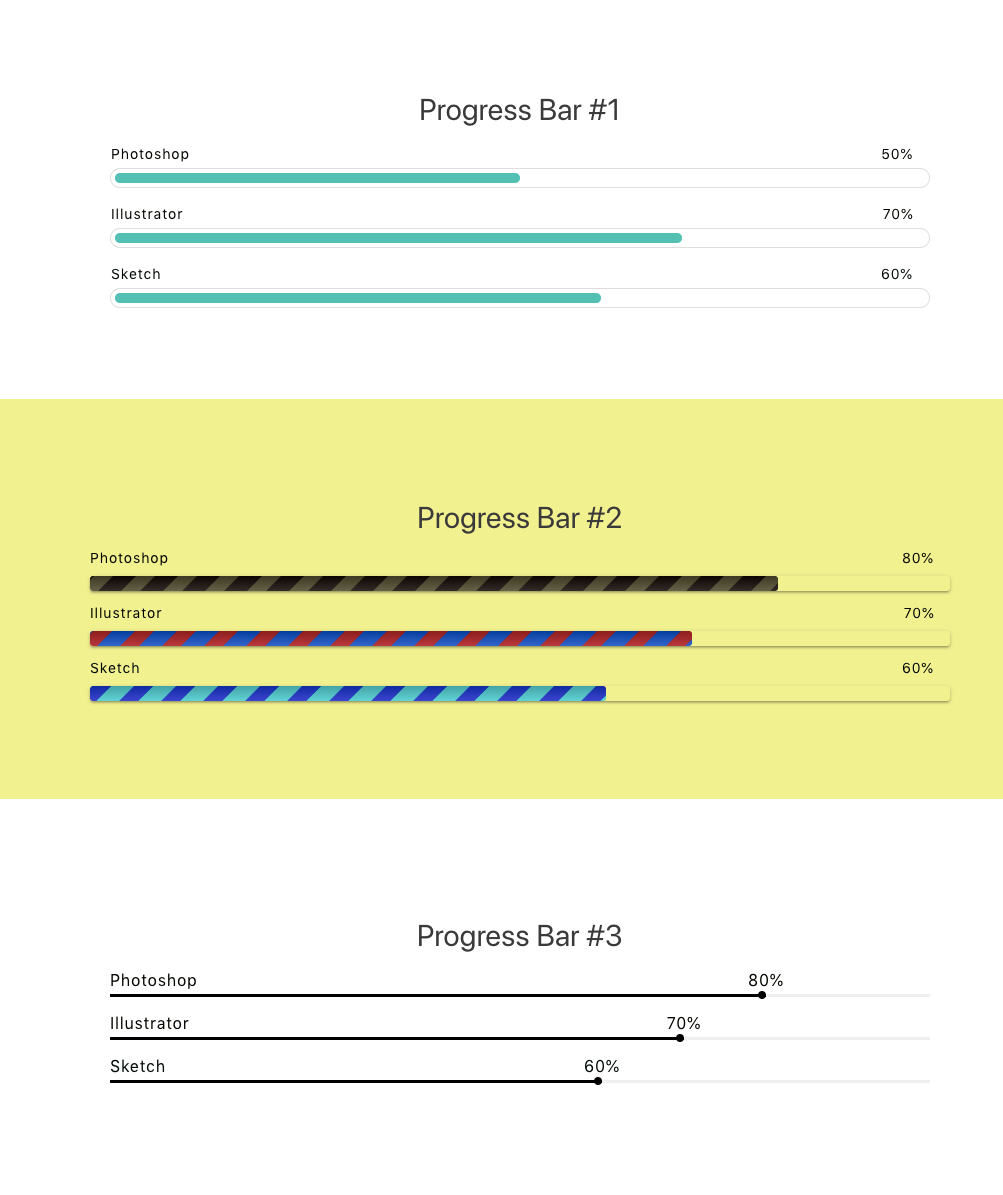 Progress Bar #1
Photoshop 50%
Illustrator 70%
Sketch 60%
Progress Bar #2
Photoshop 80%
Illustrator 70%
Sketch 60%
Progress Bar #3
Photoshop 80%
Illustrator 70%
Sketch 60%